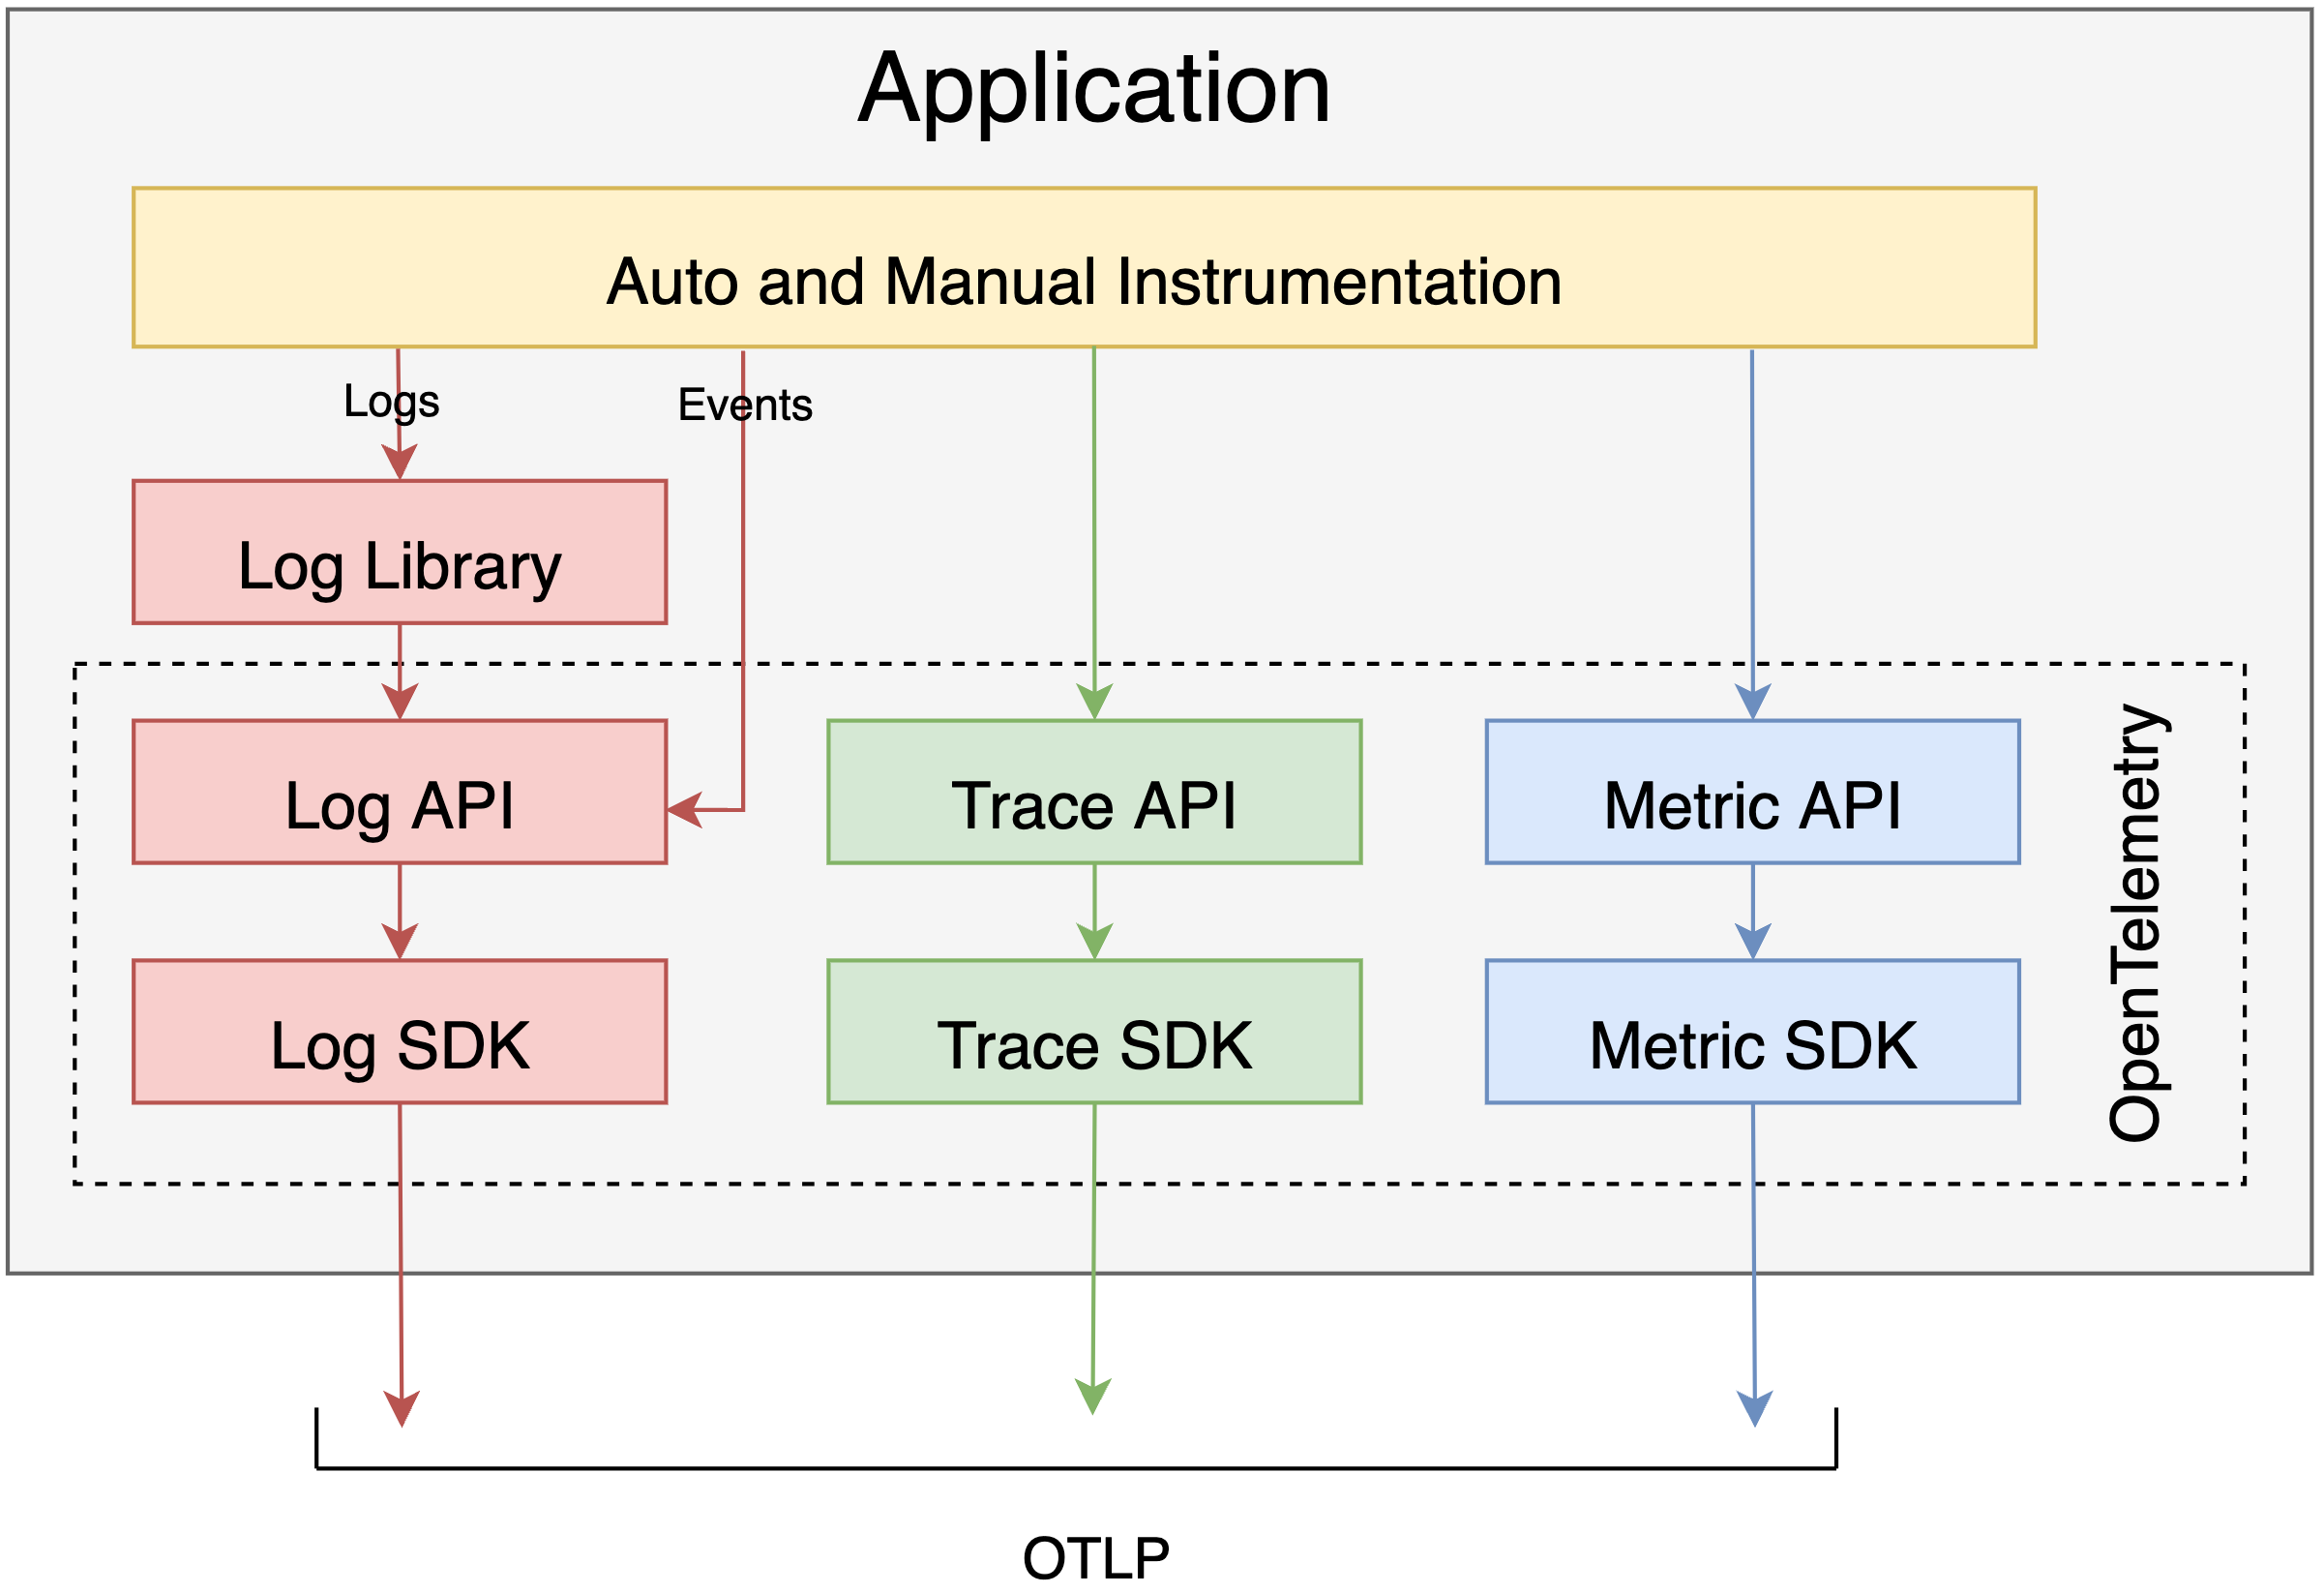 Application
Auto and Manual Instrumentation
Logs
Events
Log Library
Log API
Trace API
Metric API
Log SDK
Trace SDK
Metric SDK
OpenTelemetry
OTLP